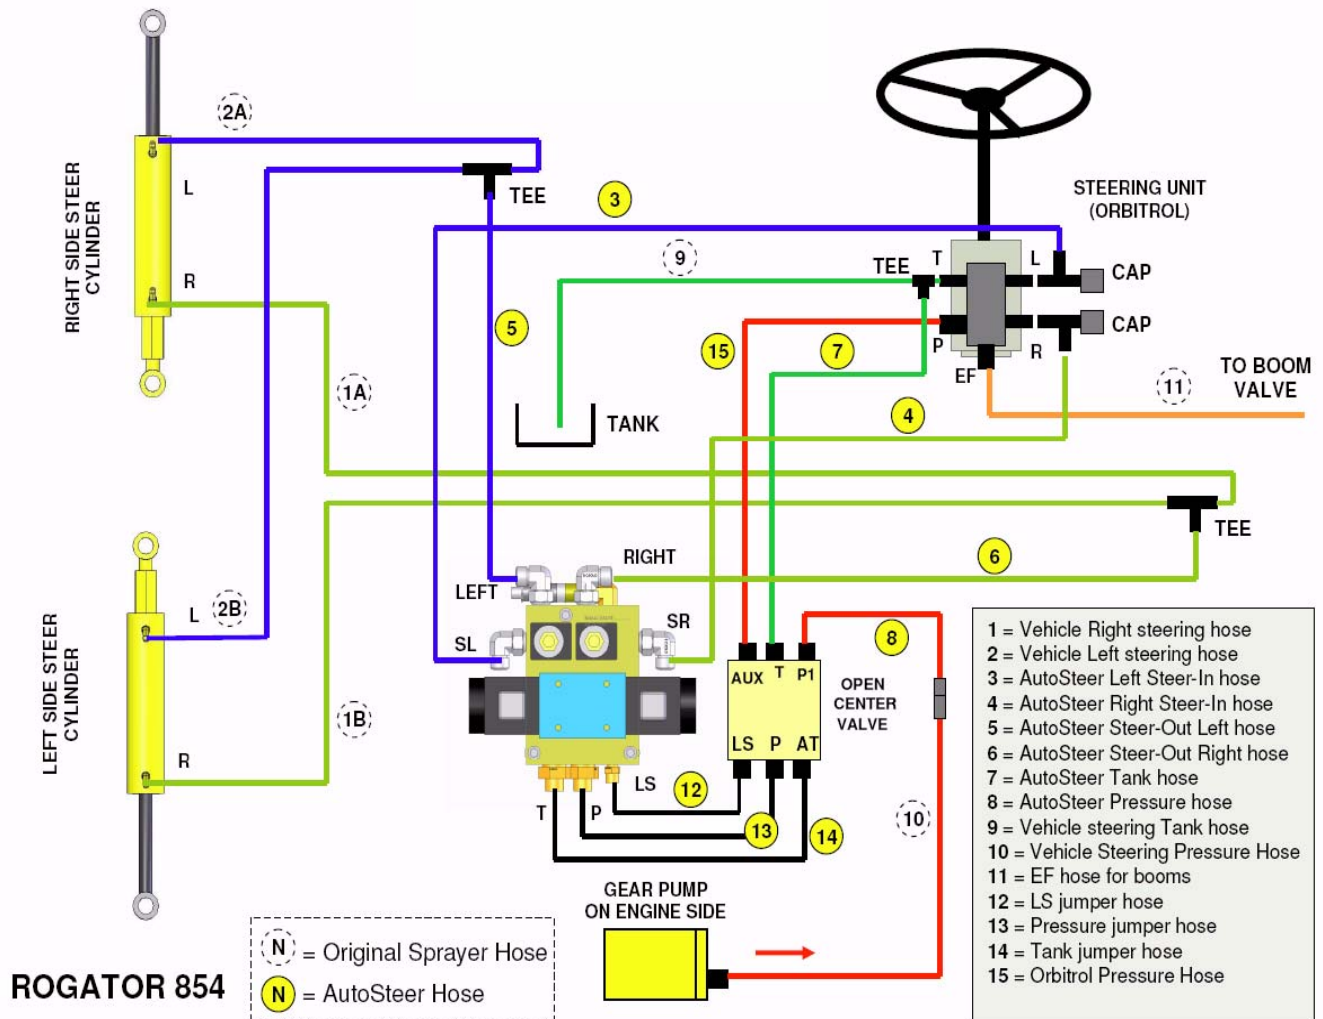 2A
RIGHT SIDE STEER
CYLINDER
L
R
TEE
3
STEERING UNIT
(ORBITROL)
9
TEE
T
L
CAP
5
15
7
P
R
CAP
EF
11
TO BOOM
VALVE
1A
4
TANK
TEE
RIGHT
6
LEFT
LEFT SIDE STEER
CYLINDER
L
2B
SL
SR
8
AUX
T
P1
OPEN
CENTER
VALVE
1B
R
LS
P
AT
LS
12
T
P
13
14
10
GEAR PUMP
ON ENGINE SIDE
1 = Vehicle Right steering hose
2 = Vehicle Left steering hose
3 = AutoSteer Left Steer-In hose
4 = AutoSteer Right Steer-In hose
5 = AutoSteer Steer-Out Left hose
6 = AutoSteer Steer-Out Right hose
7 = AutoSteer Tank hose
8 = AutoSteer Pressure hose
9 = Vehicle steering Tank hose
10 = Vehicle Steering Pressure Hose
11 = EF hose for booms
12 = LS jumper hose
13 = Pressure jumper hose
14 = Tank jumper hose
15 = Orbitrol Pressure Hose
N = Original Sprayer Hose
N = AutoSteer Hose
ROGATOR 854